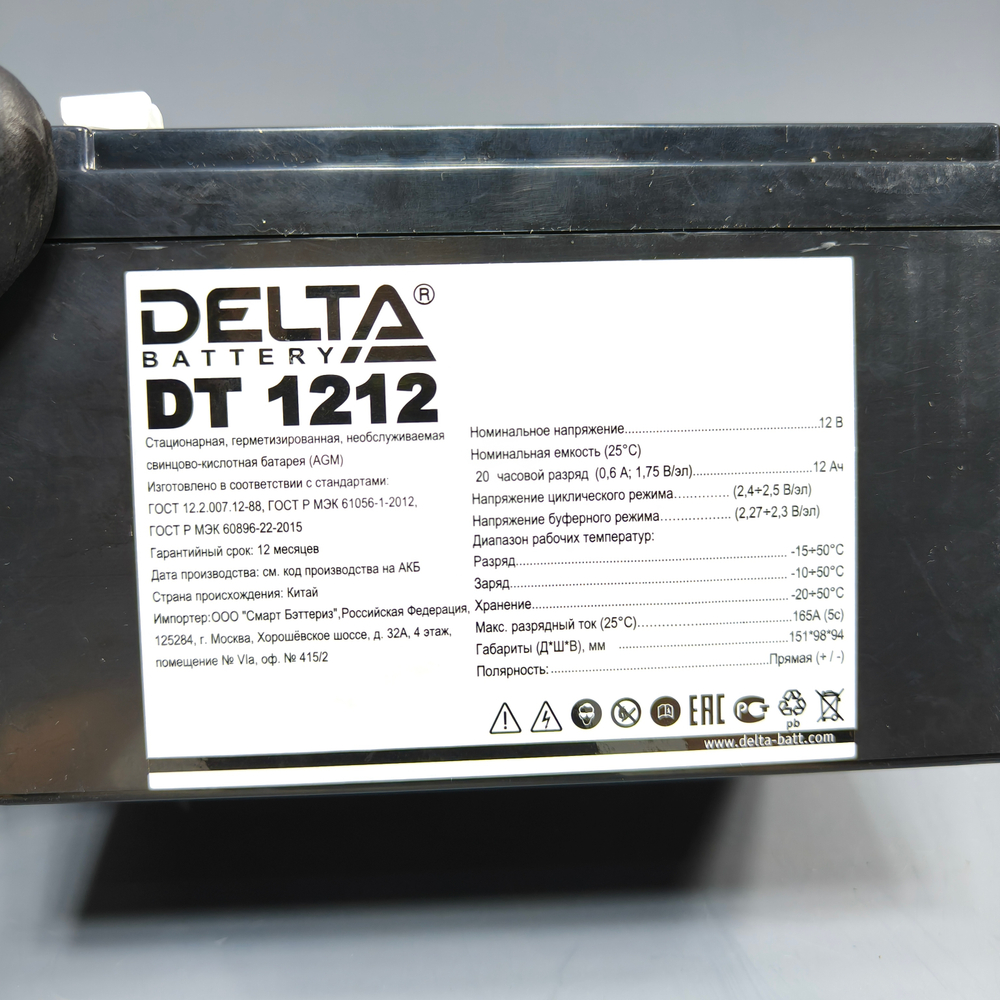 DELTA®
BATTERY
DT 1212
Стационарная, герметизированная, необслуживаемая
свинцово-кислотная батарея (AGM)
Изготовлено в соответствии с стандартами:
ГОСТ 12.2.007.12-88, ГОСТ Р МЭК 61056-1-2012,
ГОСТ Р МЭК 60896-22-2015
Гарантийный срок: 12 месяцев
Дата производства: см. код производства на АКБ
Страна происхождения: Китай
Импортер:ООО "Смарт Бэттериз",Российская Федерация,
125284, г. Москва, Хорошёвское шоссе, д. 32А, 4 этаж,
помещение № VIа, оф. № 415/2
Номинальное напряжение..............................................12 В
Номинальная емкость (25°С)
20 часовой разряд (0,6 А; 1,75 В/эл)..............................12 Ач
Напряжение циклического режима.............. (2,4÷2,5 В/эл)
Напряжение буферного режима.................. (2,27÷2,3 В/эл)
Диапазон рабочих температур:
Разряд.................................................................. -15÷50°С
Заряд................................................................... -10÷50°С
Хранение.............................................................. -20÷50°С
Макс. разрядный ток (25°С).....................................165А (5с)
Габариты (Д*Ш*В), мм .........................................151*98*94
Полярность:.....................................................Прямая (+ / -)
EAC
РСТ
pb
www.delta-batt.com